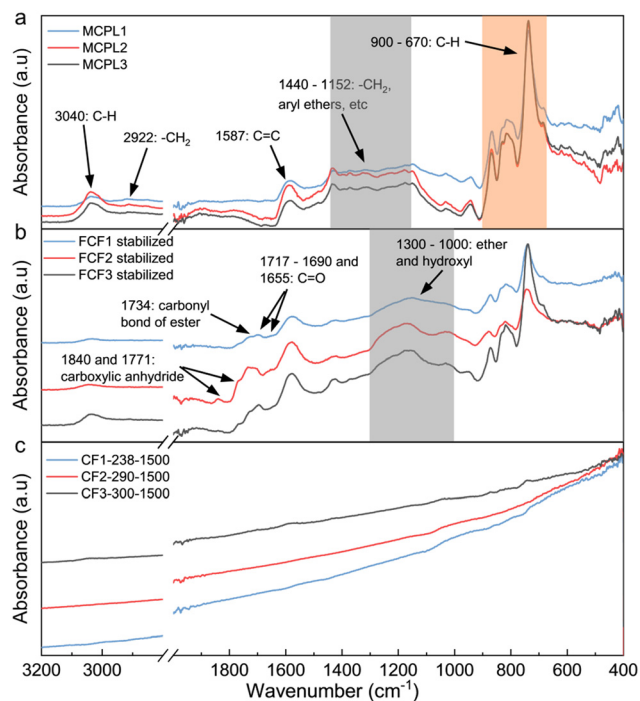 a
MCPL1
MCPL2
MCPL3
900 - 670: C-H
1440 - 1152: -CH₂,
aryl ethers, etc
3040: C-H
2922: -CH₂
1587: C=C
Absorbance (a.u)
b
FCF1 stabilized
FCF2 stabilized
FCF3 stabilized
1717 - 1690 and
1655: C=O
1300 - 1000: ether
and hydroxyl
1734: carbonyl
bond of ester
1840 and 1771:
carboxylic anhydride
Absorbance (a.u)
c
CF1-238-1500
CF2-290-1500
CF3-300-1500
Absorbance (a.u)
3200 3000 1800 1600 1400 1200 1000 800 600 400
Wavenumber (cm⁻¹)